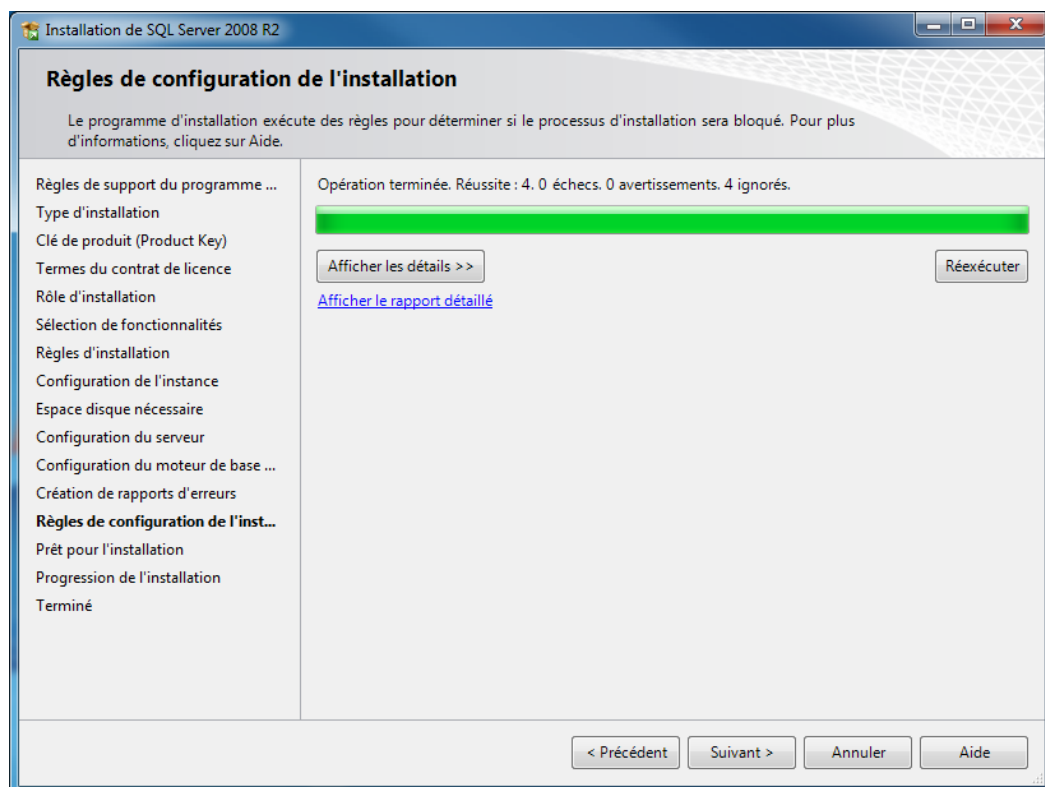 Installation de SQL Server 2008 R2
Règles de configuration de l'installation
Le programme d'installation exécute des règles pour déterminer si le processus d'installation sera bloqué. Pour plus
d'informations, cliquez sur Aide.
Règles de support du programme ...
Type d'installation
Clé de produit (Product Key)
Termes du contrat de licence
Rôle d'installation
Sélection de fonctionnalités
Règles d'installation
Configuration de l'instance
Espace disque nécessaire
Configuration du serveur
Configuration du moteur de base ...
Création de rapports d'erreurs
Règles de configuration de l'inst...
Prêt pour l'installation
Progression de l'installation
Terminé
Opération terminée. Réussite : 4. 0 échecs. 0 avertissements. 4 ignorés.
Afficher les détails >>
Réexécuter
Afficher le rapport détaillé
< Précédent
Suivant >
Annuler
Aide